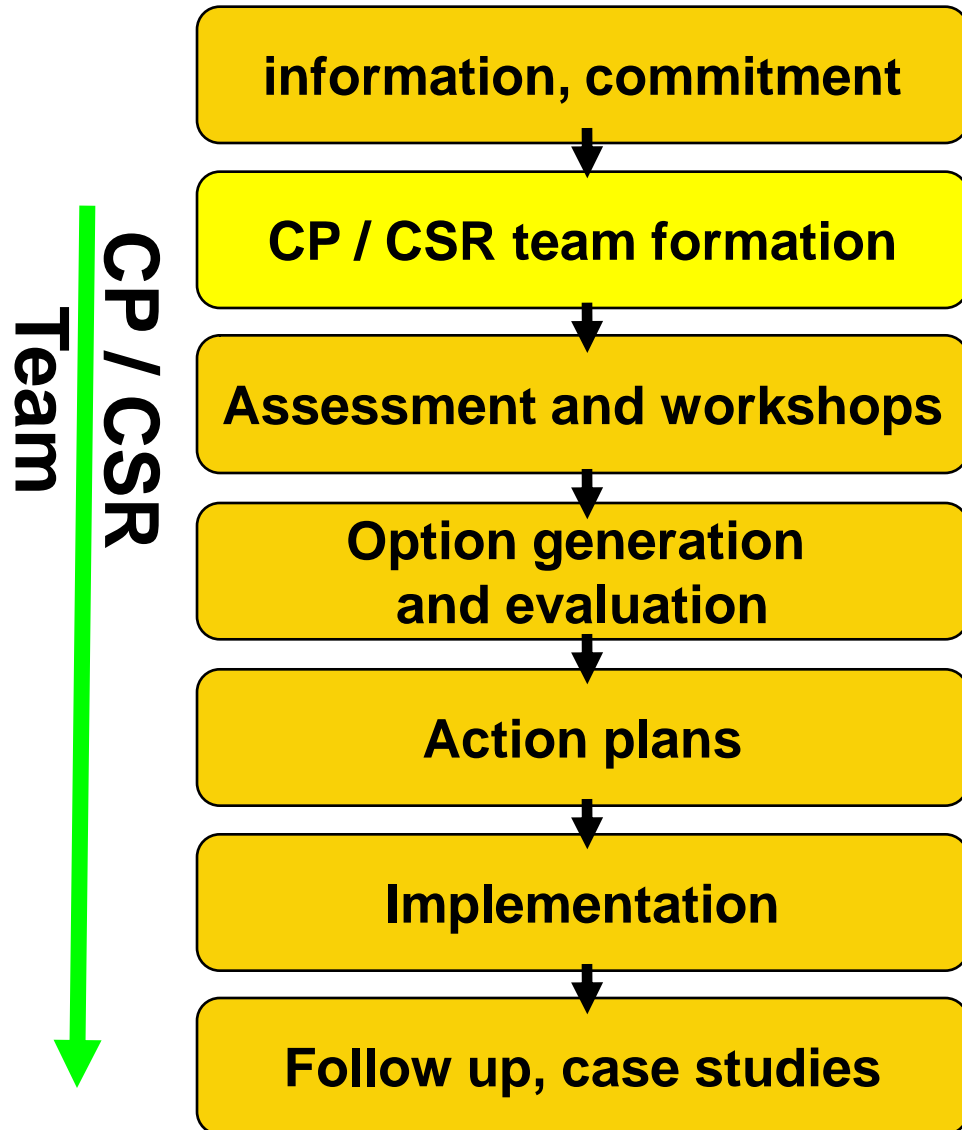 information, commitment
CP / CSR team formation
CP / CSR
Team
Assessment and workshops
Option generation
and evaluation
Action plans
Implementation
Follow up, case studies